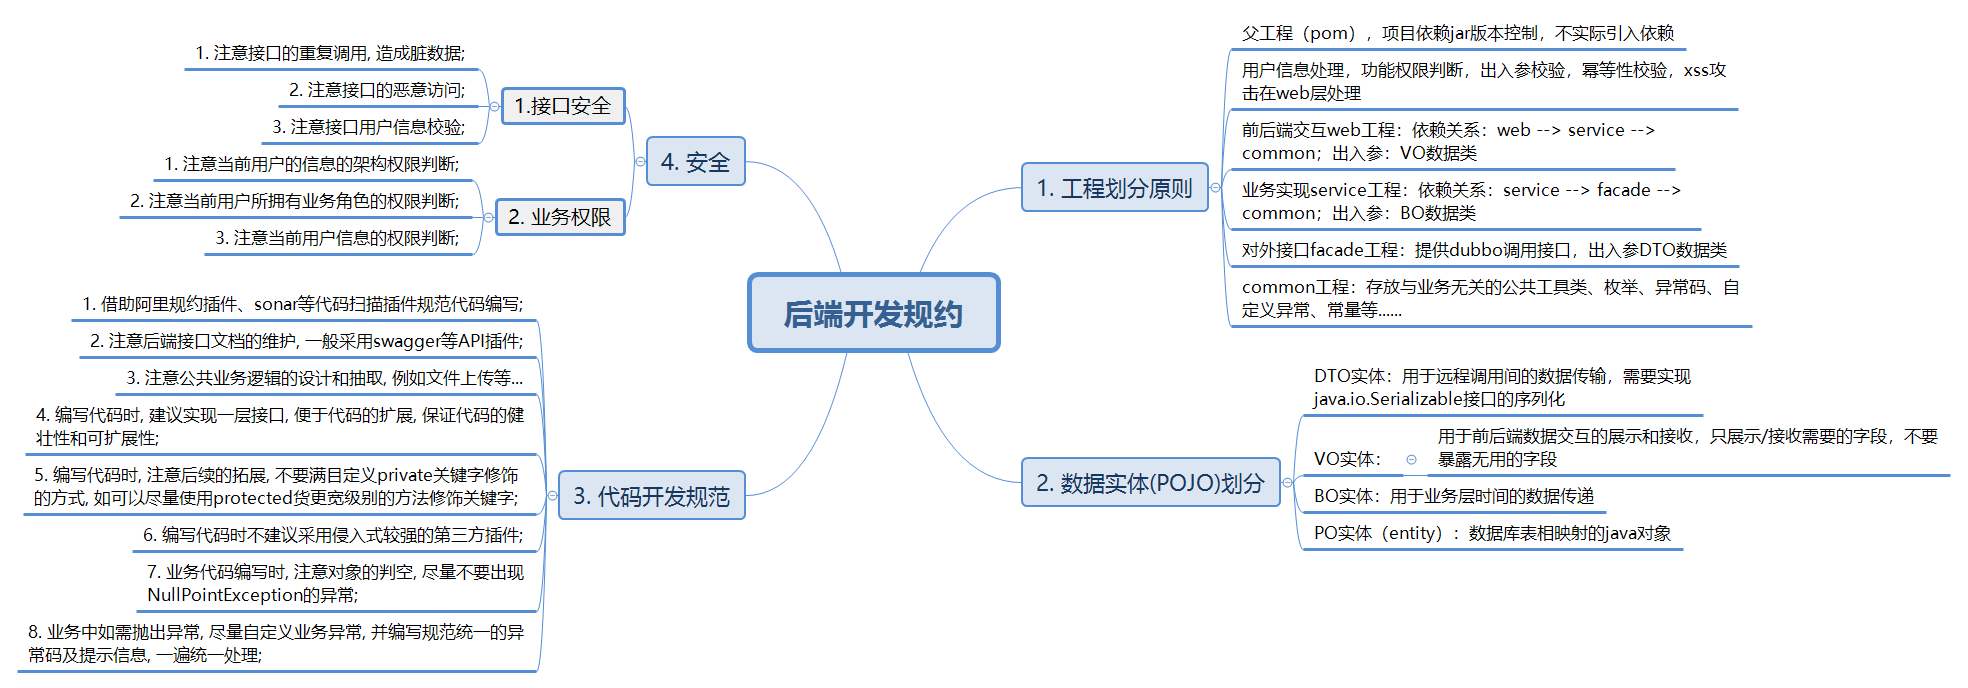 后端开发规约
1. 工程划分原则
父工程（pom），项目依赖jar版本控制，不实际引入依赖
用户信息处理，功能权限判断，出入参校验，幂等性校验，xss攻
击在web层处理
前后端交互web工程：依赖关系：web --> service -->
common；出入参：VO数据类
业务实现service工程：依赖关系：service --> facade -->
common；出入参：BO数据类
对外接口facade工程：提供dubbo调用接口，出入参DTO数据类
common工程：存放与业务无关的公共工具类、枚举、异常码、自
定义异常、常量等......
2. 数据实体(POJO)划分
DTO实体：用于远程调用间的数据传输，需要实现
java.io.Serializable接口的序列化
VO实体：
用于前后端数据交互的展示和接收，只展示/接收需要的字段，不要
暴露无用的字段
BO实体：用于业务层时间的数据传递
PO实体（entity）：数据库表相映射的java对象
3. 代码开发规范
1. 借助阿里规约插件、sonar等代码扫描插件规范代码编写;
2. 注意后端接口文档的维护, 一般采用swagger等API插件;
3. 注意公共业务逻辑的设计和抽取, 例如文件上传等...
4. 编写代码时, 建议实现一层接口, 便于代码的扩展, 保证代码的健
壮性和可扩展性;
5. 编写代码时, 注意后续的拓展, 不要满目定义private关键字修饰
的方式, 如可以尽量使用protected货更宽级别的方法修饰关键字;
6. 编写代码时不建议采用侵入式较强的第三方插件;
7. 业务代码编写时, 注意对象的判空, 尽量不要出现
NullPointException的异常;
8. 业务中如需抛出异常, 尽量自定义业务异常, 并编写规范统一的异
常码及提示信息, 一遍统一处理;
4. 安全
1.接口安全
1. 注意接口的重复调用, 造成脏数据;
2. 注意接口的恶意访问;
3. 注意接口用户信息校验;
2. 业务权限
1. 注意当前用户的信息的架构权限判断;
2. 注意当前用户所拥有业务角色的权限判断;
3. 注意当前用户信息的权限判断;